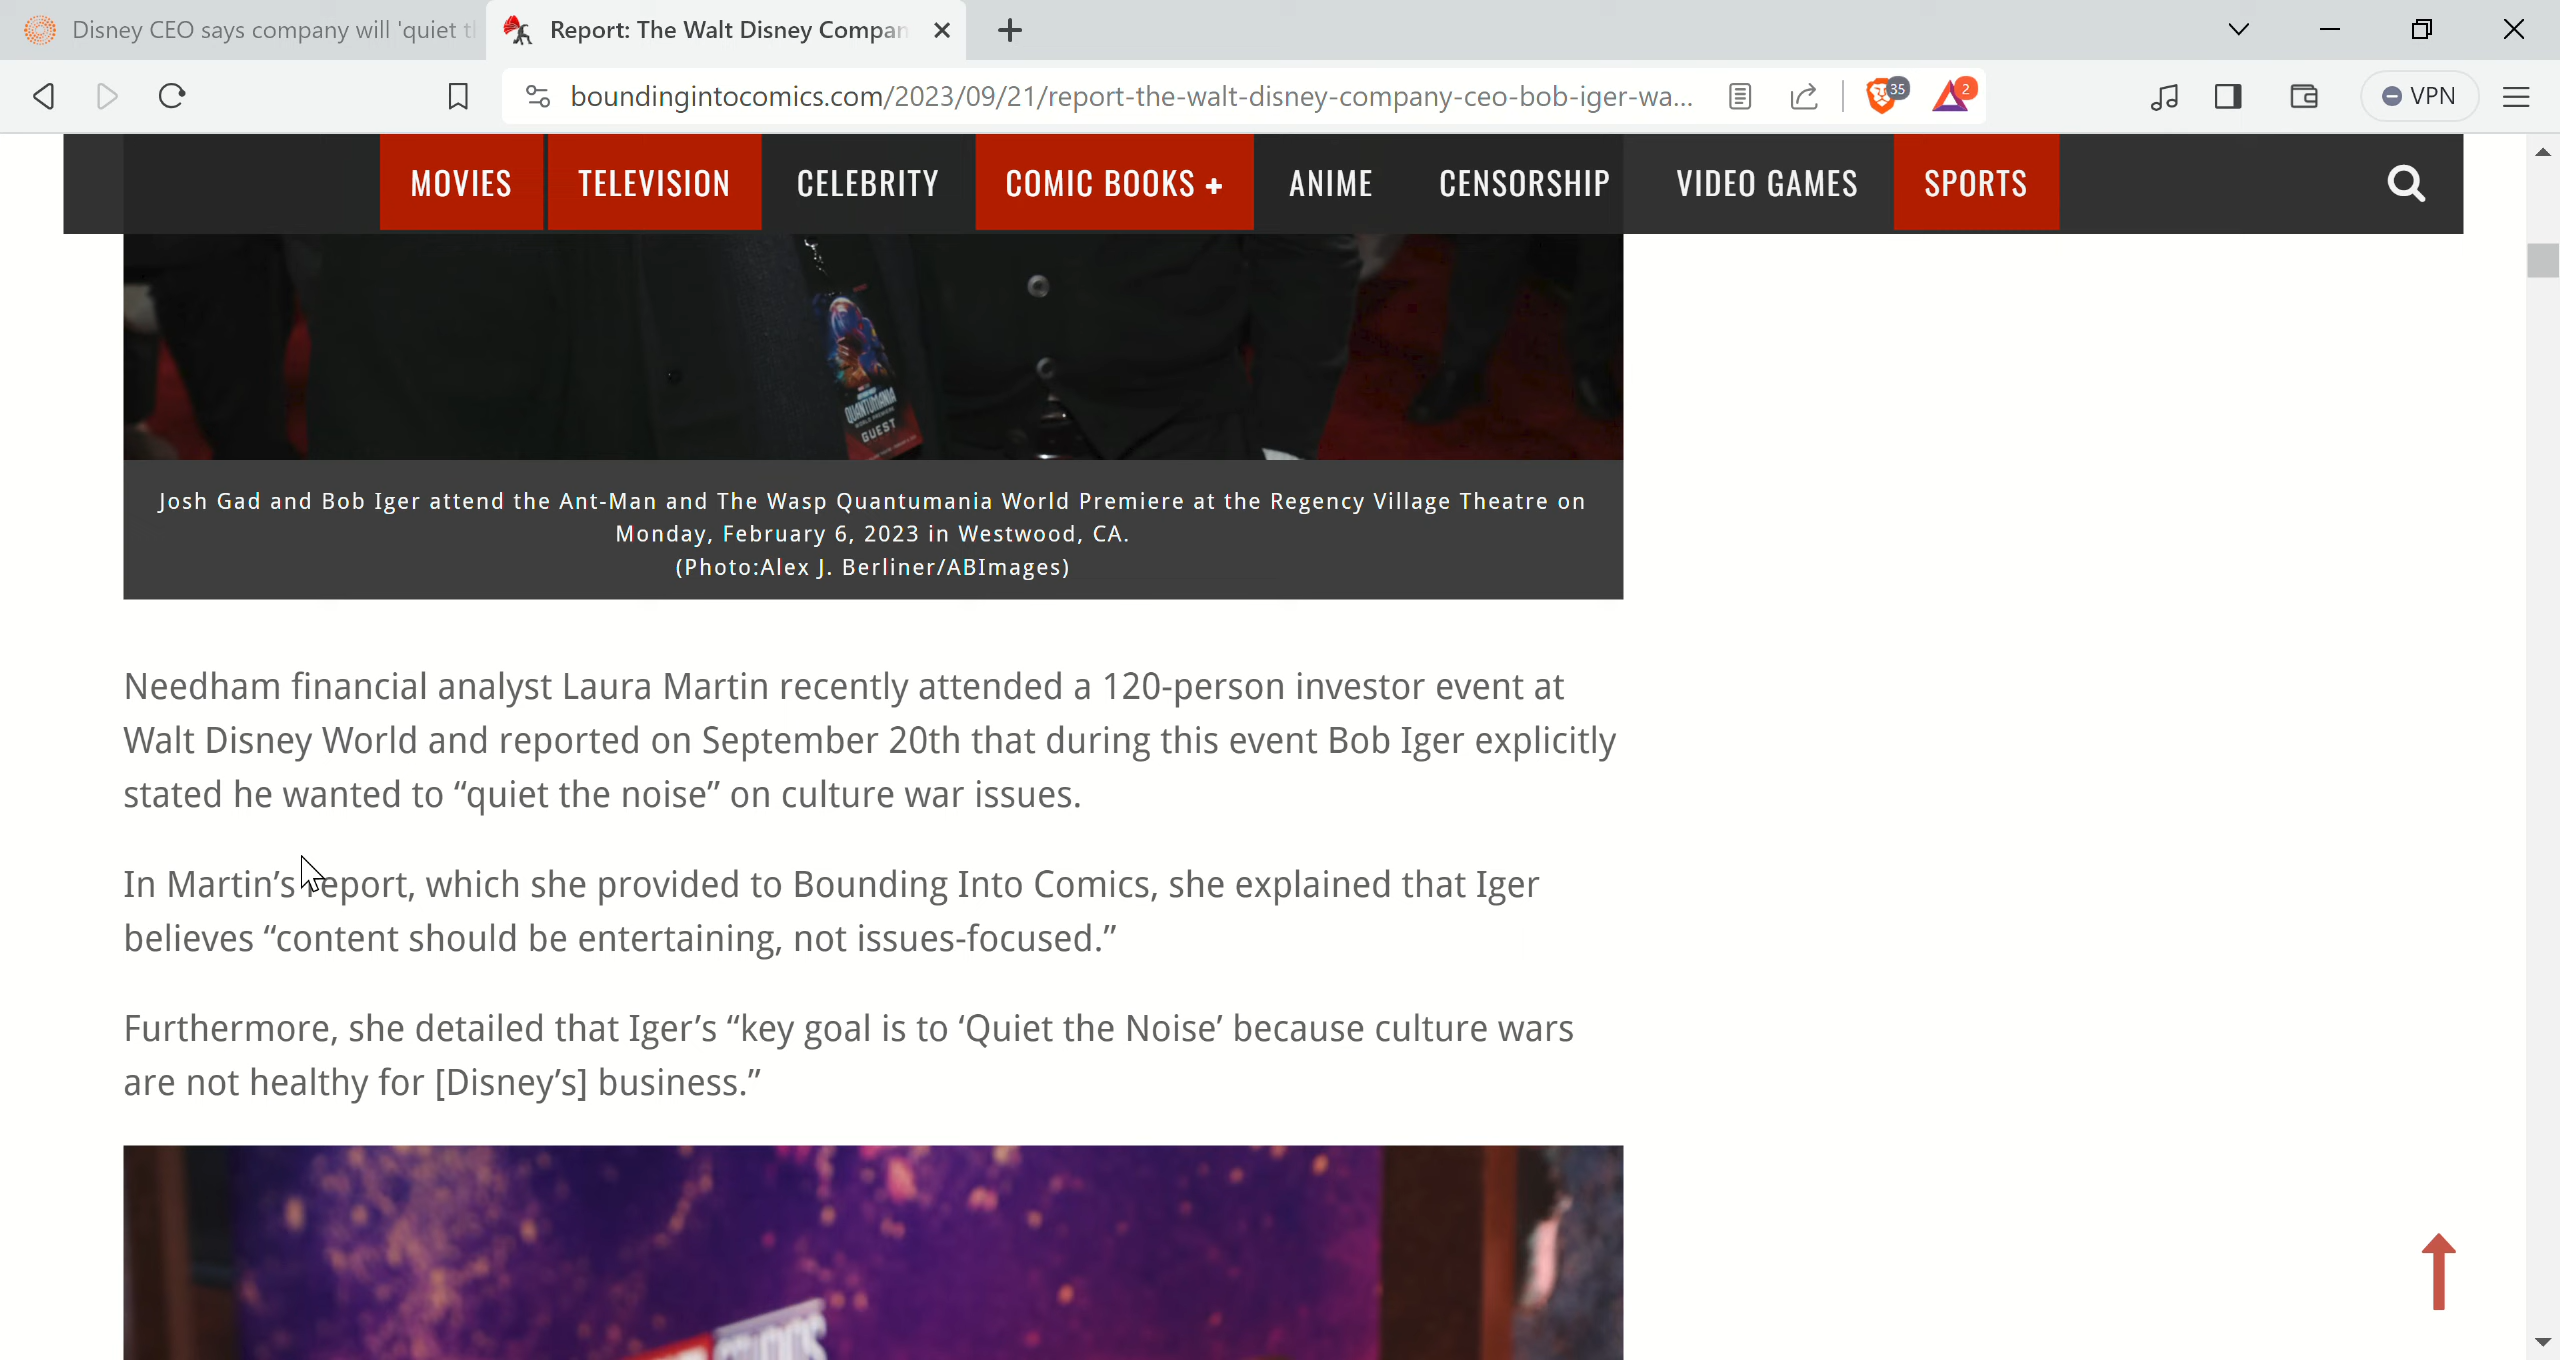 Disney CEO says company will 'quiet t
Report: The Walt Disney Compan
boundingintocomics.com/2023/09/21/report-the-walt-disney-company-ceo-bob-iger-wa...
35
2
VPN
MOVIES
TELEVISION
CELEBRITY
COMIC BOOKS +
ANIME
CENSORSHIP
VIDEO GAMES
SPORTS
QUANTUMANIA
WORLD PREMIERE
GUEST
Josh Gad and Bob Iger attend the Ant-Man and The Wasp Quantumania World Premiere at the Regency Village Theatre on
Monday, February 6, 2023 in Westwood, CA.
(Photo:Alex J. Berliner/ABImages)
Needham financial analyst Laura Martin recently attended a 120-person investor event at
Walt Disney World and reported on September 20th that during this event Bob Iger explicitly
stated he wanted to “quiet the noise” on culture war issues.
In Martin’s report, which she provided to Bounding Into Comics, she explained that Iger
believes “content should be entertaining, not issues-focused.”
Furthermore, she detailed that Iger’s “key goal is to ‘Quiet the Noise’ because culture wars
are not healthy for [Disney’s] business.”
STUDIOS